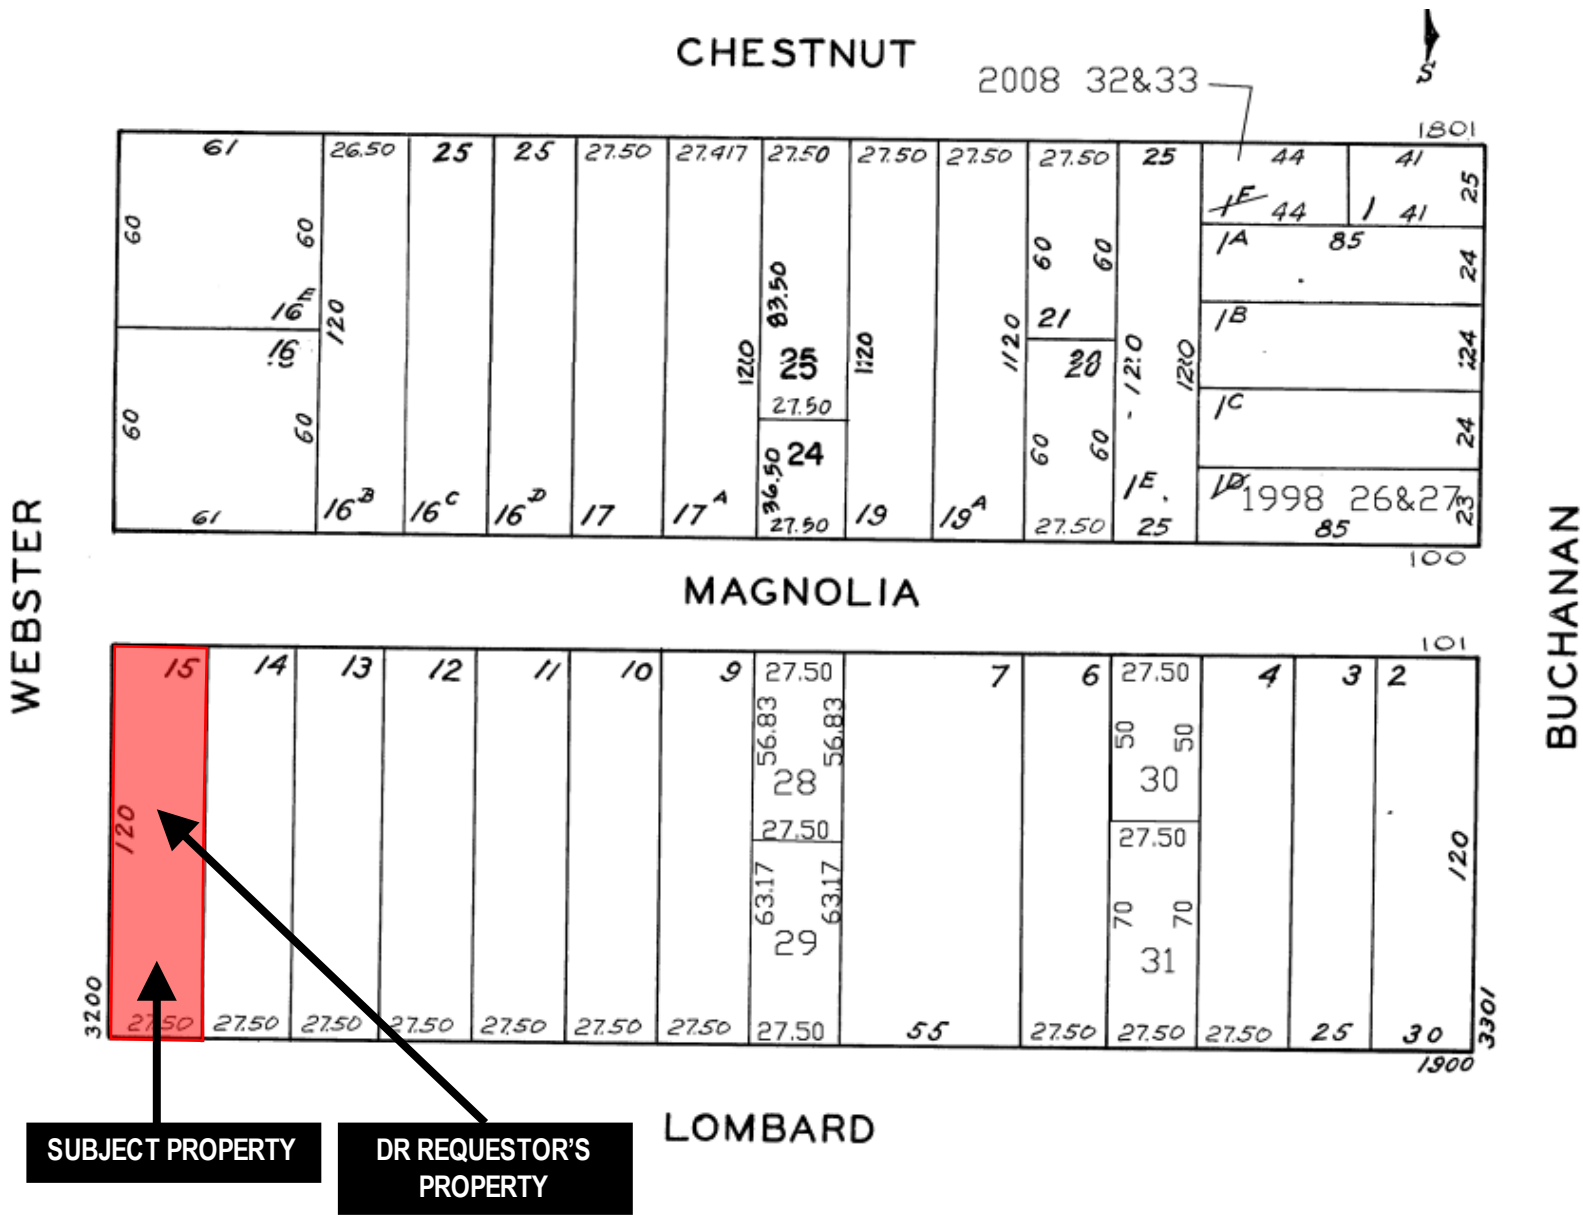 CHESTNUT
S
2008 32&33
1801
61 26.50 25 25 27.50 27.417 27.50 27.50 27.50 27.50 25 44 41
25
1F 44 1 41
1A 85
24
60 60 83.50 60 60
16E 120 21
1B
24
16 120 25 120 120 20 120 120
27.50
1C
24
60 60 36.50 24 60 60
1D 1998 26&27 23
61 16B 16C 16D 17 17A 27.50 19 19A 27.50 1E 25 85
100
WEBSTER
MAGNOLIA
BUCHANAN
101
15 14 13 12 11 10 9 27.50 7 6 27.50 4 3 2
56.83 56.83 50 50
28 30
120 27.50 27.50 120
63.17 63.17 70 70
29 31
3200 27.50 27.50 27.50 27.50 27.50 27.50 27.50 27.50 55 27.50 27.50 27.50 25 30 3301
1900
LOMBARD
SUBJECT PROPERTY
DR REQUESTOR'S
PROPERTY